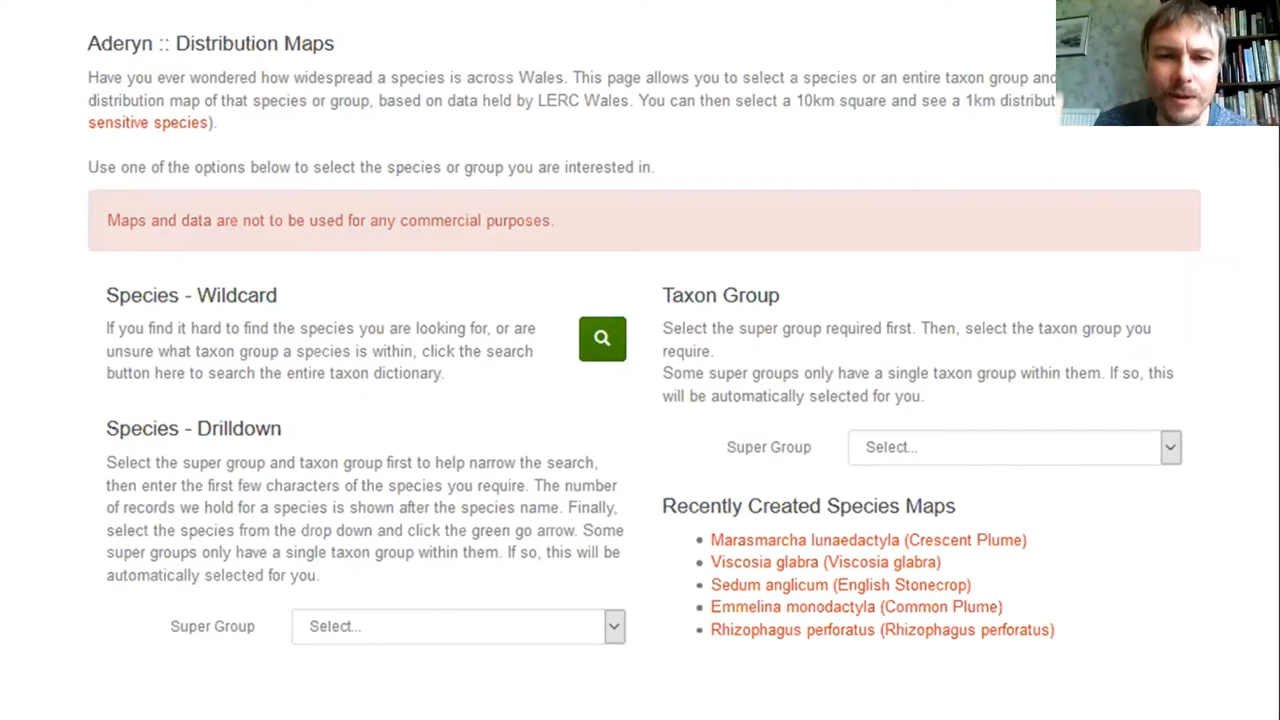 Aderyn :: Distribution Maps
Have you ever wondered how widespread a species is across Wales. This page allows you to select a species or an entire taxon group and
distribution map of that species or group, based on data held by LERC Wales. You can then select a 10km square and see a 1km distribut
sensitive species).
Use one of the options below to select the species or group you are interested in.
Maps and data are not to be used for any commercial purposes.
Species - Wildcard
If you find it hard to find the species you are looking for, or are
unsure what taxon group a species is within, click the search
button here to search the entire taxon dictionary.
Species - Drilldown
Select the super group and taxon group first to help narrow the search,
then enter the first few characters of the species you require. The number
of records we hold for a species is shown after the species name. Finally,
select the species from the drop down and click the green go arrow. Some
super groups only have a single taxon group within them. If so, this will be
automatically selected for you.
Super Group Select...
Taxon Group
Select the super group required first. Then, select the taxon group you
require.
Some super groups only have a single taxon group within them. If so, this
will be automatically selected for you.
Super Group Select...
Recently Created Species Maps
Marasmarcha lunaedactyla (Crescent Plume)
Viscosia glabra (Viscosia glabra)
Sedum anglicum (English Stonecrop)
Emmelina monodactyla (Common Plume)
Rhizophagus perforatus (Rhizophagus perforatus)